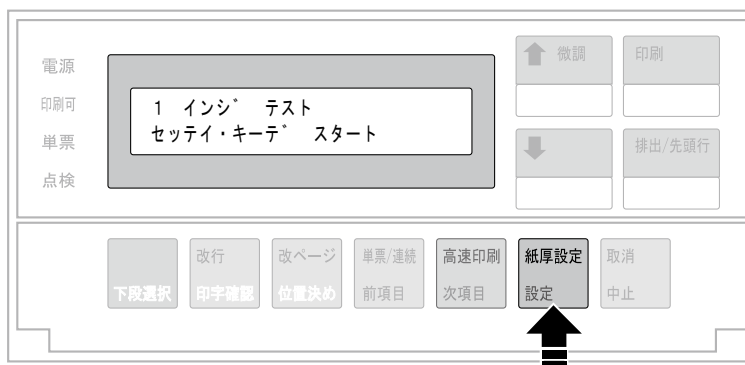 電源
印刷可
単票
点検
1 インジ テスト
セッテイ・キーデ スタート
微調
印刷
排出/先頭行
下段選択
改行
印字確認
改ページ
位置決め
単票/連続
前項目
高速印刷
次項目
紙厚設定
設定
取消
中止